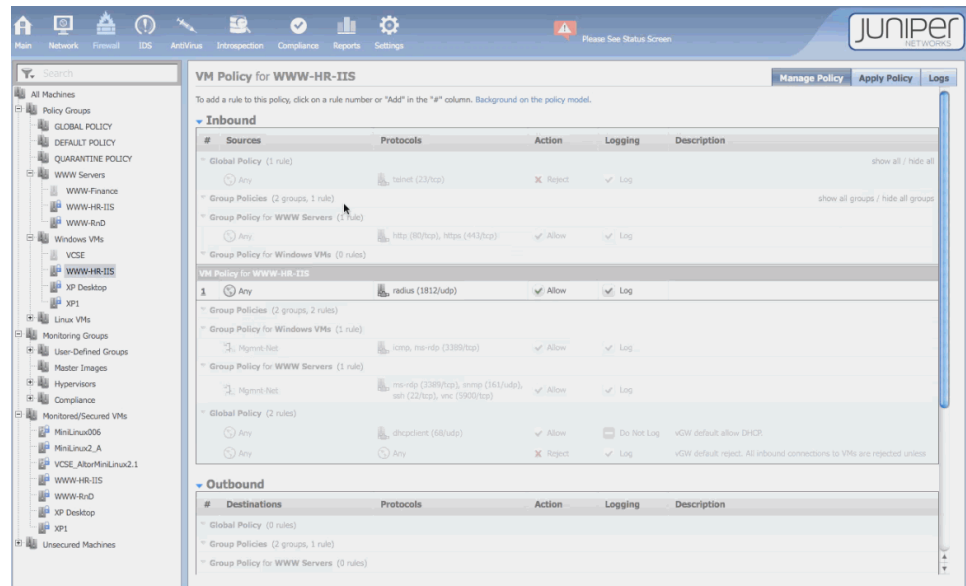 Main Network Firewall IDS AntiVirus Introspection Compliance Reports Settings
Please See Status Screen
JUNIPER
NETWORKS
Search
All Machines
Policy Groups
GLOBAL POLICY
DEFAULT POLICY
QUARANTINE POLICY
WWW Servers
WWW-Finance
WWW-HR-IIS
WWW-RnD
Windows VMs
VCSE
WWW-HR-IIS
XP Desktop
XP1
Linux VMs
Monitoring Groups
User-Defined Groups
Master Images
Hypervisors
Compliance
Monitored/Secured VMs
MiniLinux006
MiniLinux2_A
VCSE_AltorMiniLinux2.1
WWW-HR-IIS
WWW-RnD
XP Desktop
XP1
Unsecured Machines
VM Policy for WWW-HR-IIS
Manage Policy Apply Policy Logs
To add a rule to this policy, click on a rule number or "Add" in the "#" column. Background on the policy model.
Inbound
# Sources Protocols Action Logging Description
Global Policy (1 rule) show all / hide all
Any telnet (23/tcp) Reject Log
Group Policies (2 groups, 1 rule) show all groups / hide all groups
Group Policy for WWW Servers (1 rule)
Any http (80/tcp), https (443/tcp) Allow Log
Group Policy for Windows VMs (0 rules)
VM Policy for WWW-HR-IIS
1 Any radius (1812/udp) Allow Log
Group Policies (2 groups, 2 rules)
Group Policy for Windows VMs (1 rule)
Mgmnt-Net icmp, ms-rdp (3389/tcp) Allow Log
Group Policy for WWW Servers (1 rule)
Mgmnt-Net ms-rdp (3389/tcp), snmp (161/udp), Allow Log
ssh (22/tcp), vnc (5900/tcp)
Global Policy (2 rules)
Any dhcpclient (68/udp) Allow Do Not Log vGW default allow DHCP.
Any Any Reject Log vGW default reject. All inbound connections to VMs are rejected unless
Outbound
# Destinations Protocols Action Logging Description
Global Policy (0 rules)
Group Policies (2 groups, 1 rule)
Group Policy for WWW Servers (0 rules)